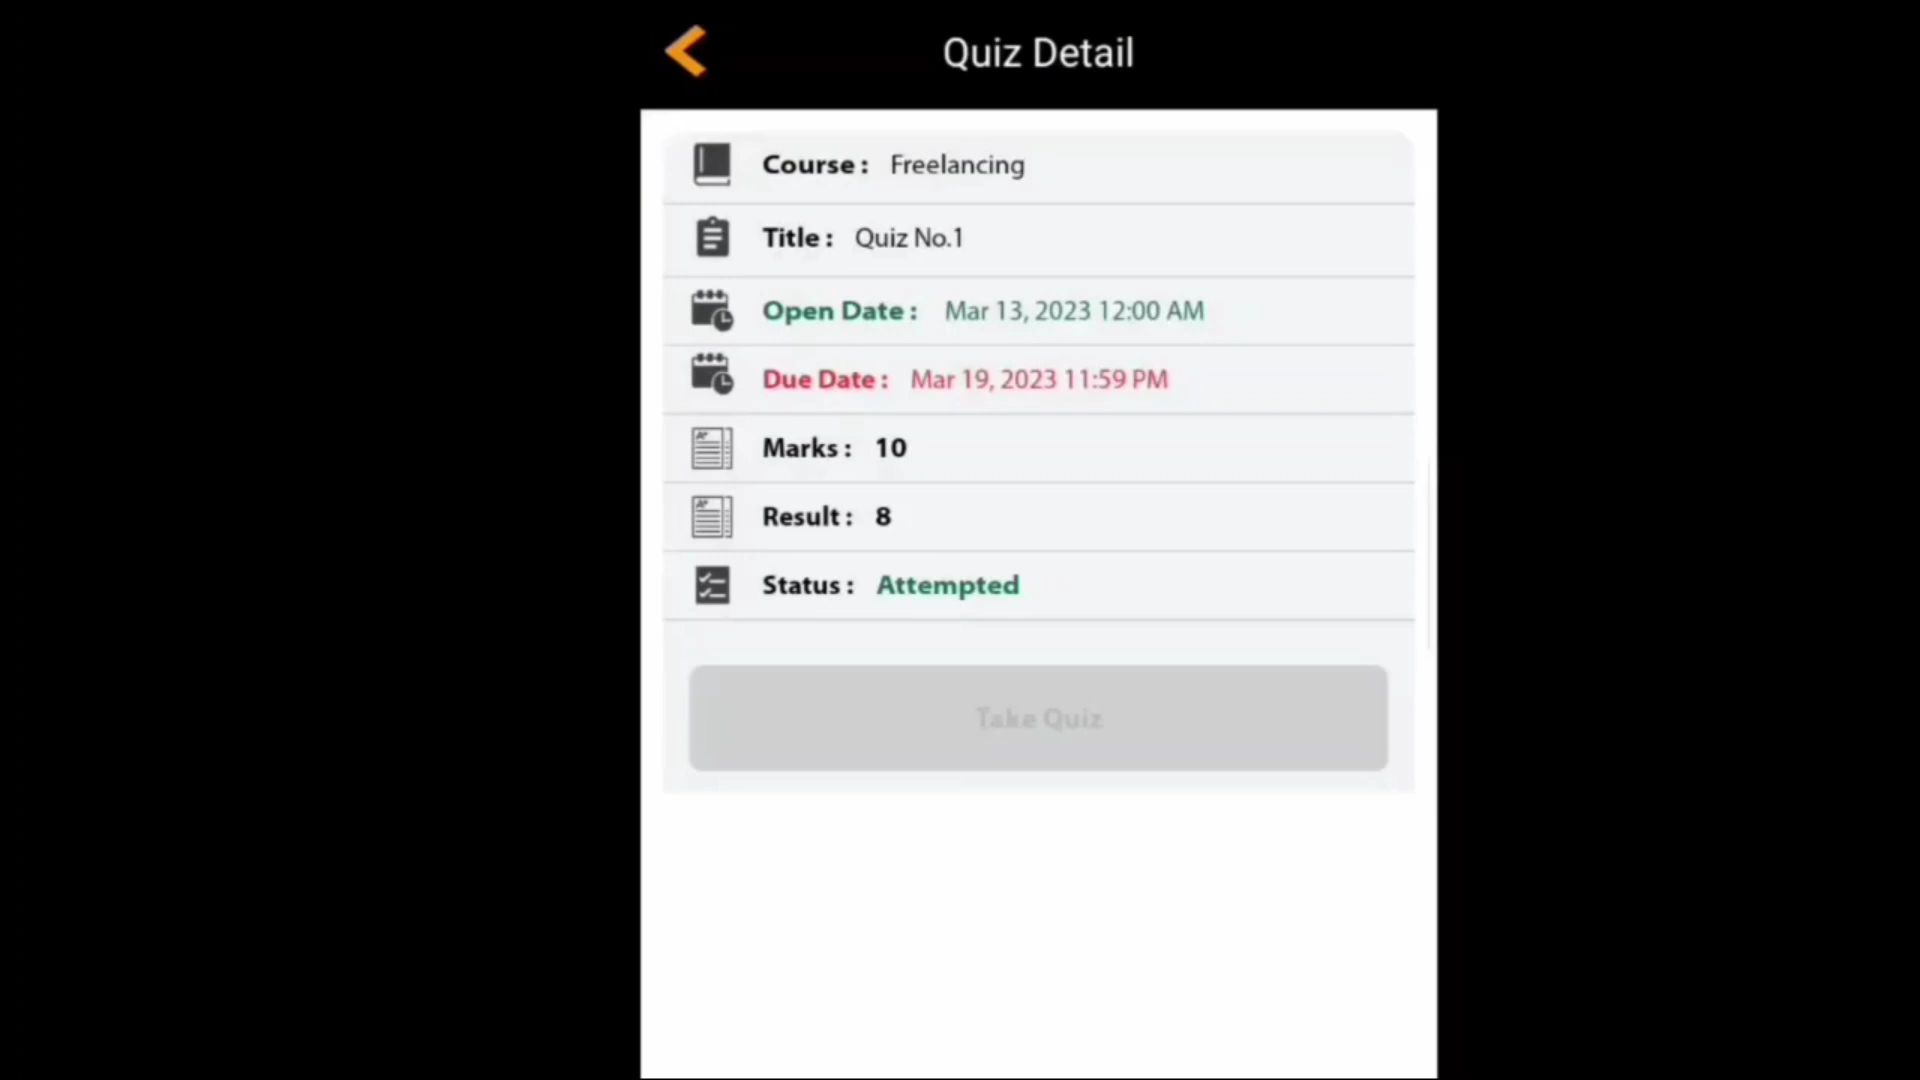 Quiz Detail
Course : Freelancing
Title : Quiz No.1
Open Date : Mar 13, 2023 12:00 AM
Due Date : Mar 19, 2023 11:59 PM
Marks : 10
Result : 8
Status : Attempted
Take Quiz